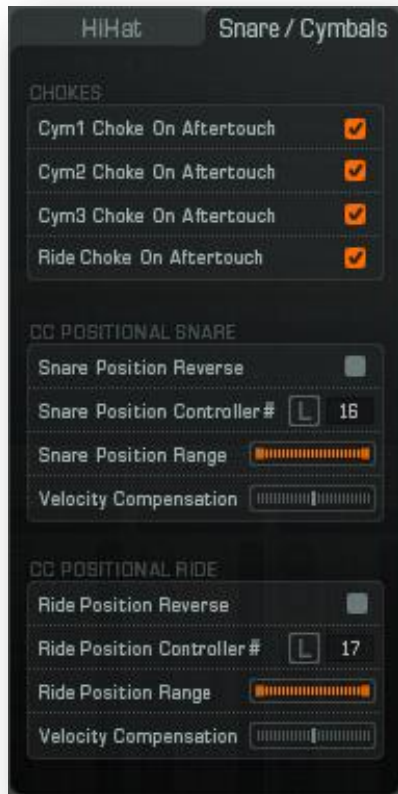 HiHat Snare / Cymbals
CHOKES
Cym1 Choke On Aftertouch
Cym2 Choke On Aftertouch
Cym3 Choke On Aftertouch
Ride Choke On Aftertouch
CC POSITIONAL SNARE
Snare Position Reverse
Snare Position Controller# L 16
Snare Position Range
Velocity Compensation
CC POSITIONAL RIDE
Ride Position Reverse
Ride Position Controller# L 17
Ride Position Range
Velocity Compensation